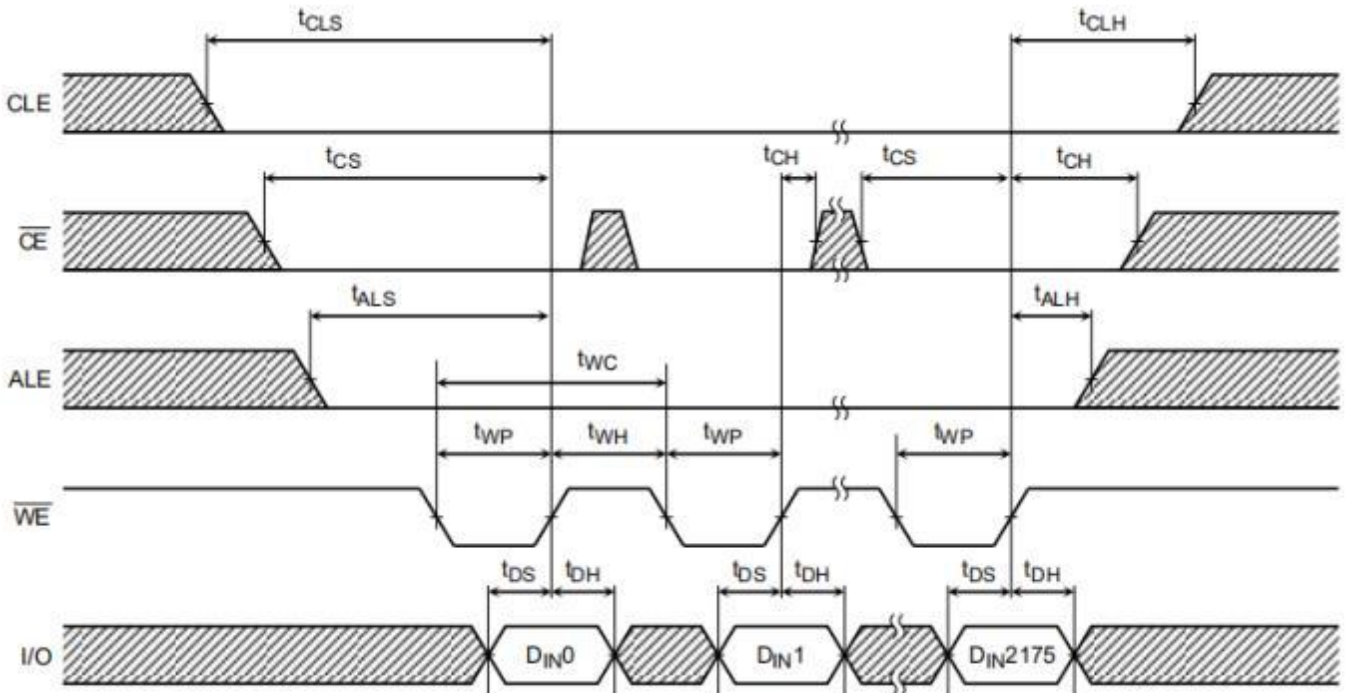 tCLS tCLH
CLE
tCS tCH tCS tCH
CE
tALS tALH
ALE
tWC
tWP tWH tWP tWP
WE
tDS tDH tDS tDH tDS tDH
I/O DIN0 DIN1 DIN2175